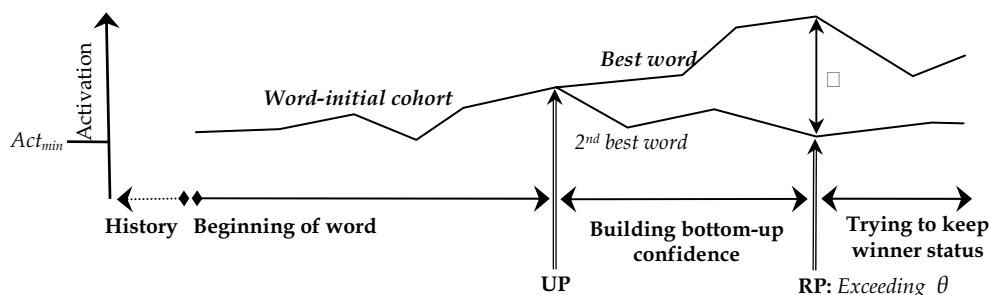 Activation
Best word
Word-initial cohort
Act_min
2nd best word
History
Beginning of word
Building bottom-up
confidence
Trying to keep
winner status
UP
RP: Exceeding θ